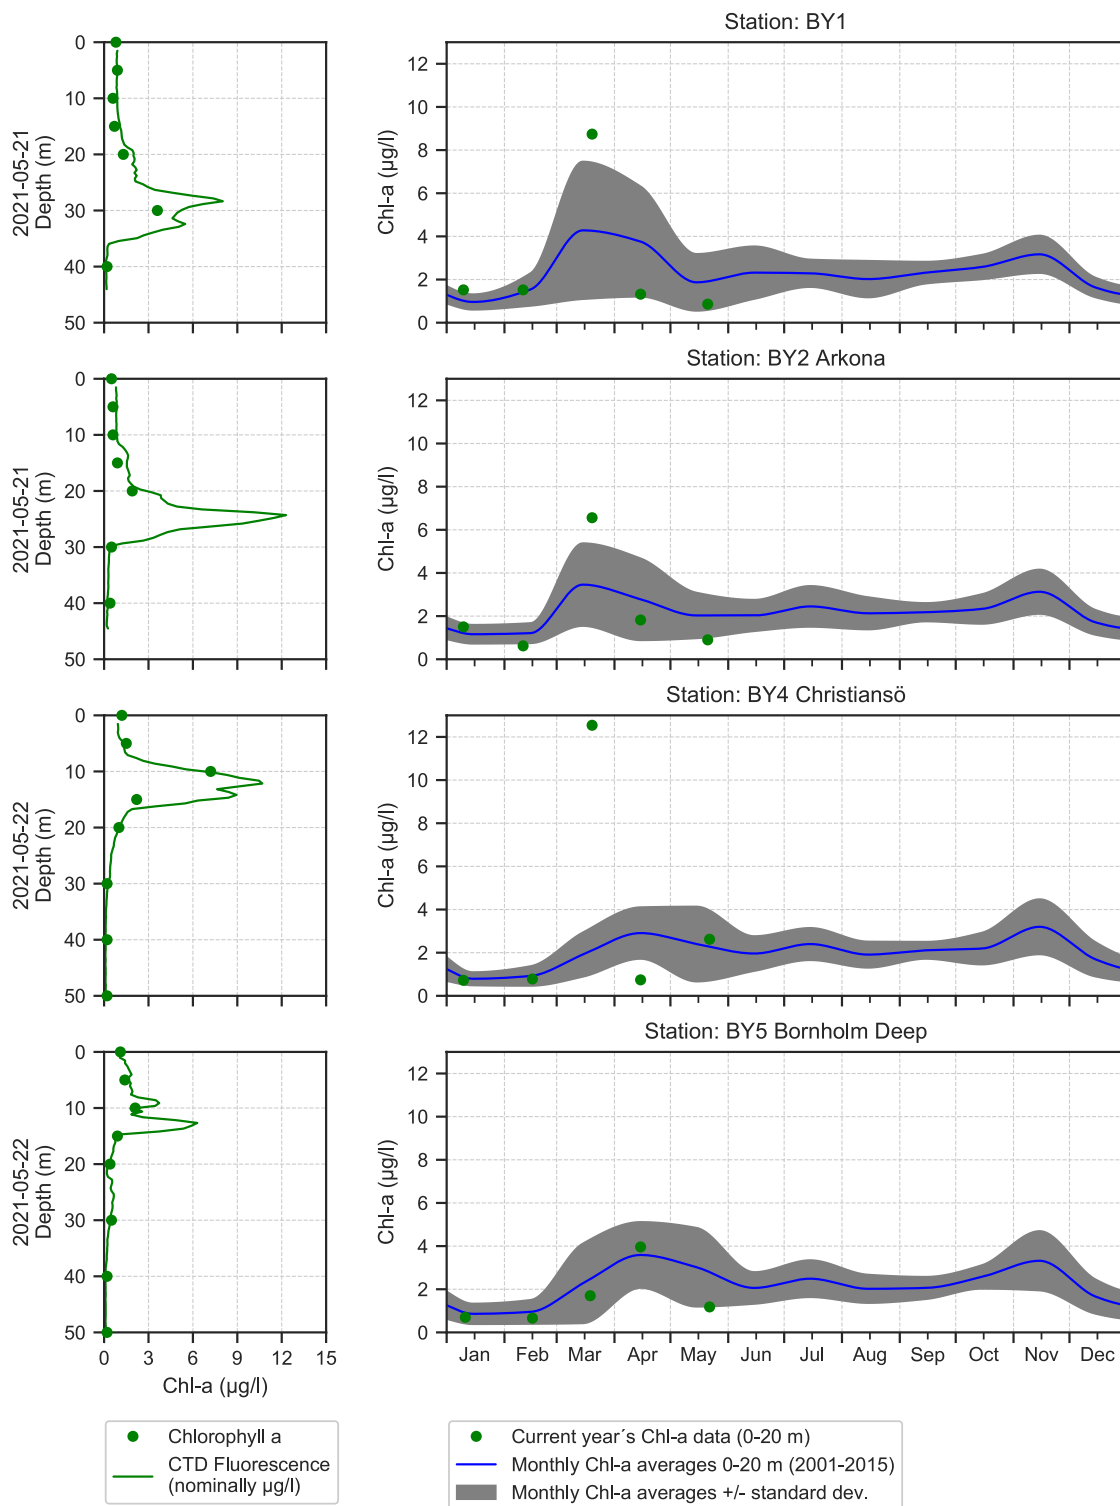 Station: BY1
0
10
20
30
40
50
2021-05-21
Depth (m)
12
10
8
6
4
2
0
Chl-a (µg/l)
Station: BY2 Arkona
0
10
20
30
40
50
2021-05-21
Depth (m)
12
10
8
6
4
2
0
Chl-a (µg/l)
Station: BY4 Christiansö
0
10
20
30
40
50
2021-05-22
Depth (m)
12
10
8
6
4
2
0
Chl-a (µg/l)
Station: BY5 Bornholm Deep
0
10
20
30
40
50
2021-05-22
Depth (m)
12
10
8
6
4
2
0
Chl-a (µg/l)
0 3 6 9 12 15
Chl-a (µg/l)
Jan Feb Mar Apr May Jun Jul Aug Sep Oct Nov Dec
Chlorophyll a
CTD Fluorescence
(nominally µg/l)
Current year´s Chl-a data (0-20 m)
Monthly Chl-a averages 0-20 m (2001-2015)
Monthly Chl-a averages +/- standard dev.